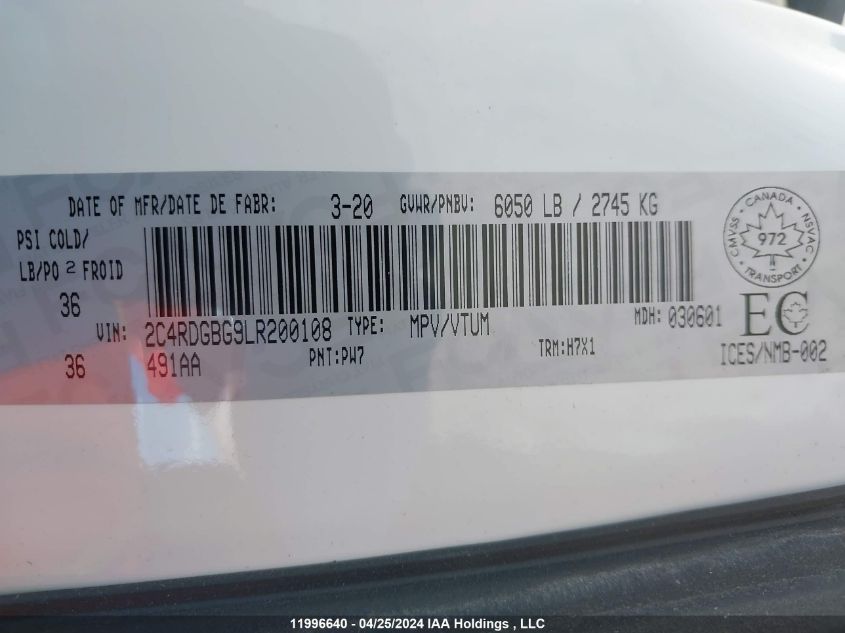 DATE OF MFR/DATE DE FABR: 3-20 GVWR/PNBV: 6050 LB / 2745 KG
PSI COLD/
LB/PO 2 FROID
36
VIN: 2C4RDGBG9LR200108 TYPE: MPV/VTUM MDH: 030601
36 491AA PNT:PW7 TRM:H7X1
CANADA
CMVSS NSVAC
972
TRANSPORT
EC
ICES/NMB-002
11996640 - 04/25/2024 IAA Holdings , LLC